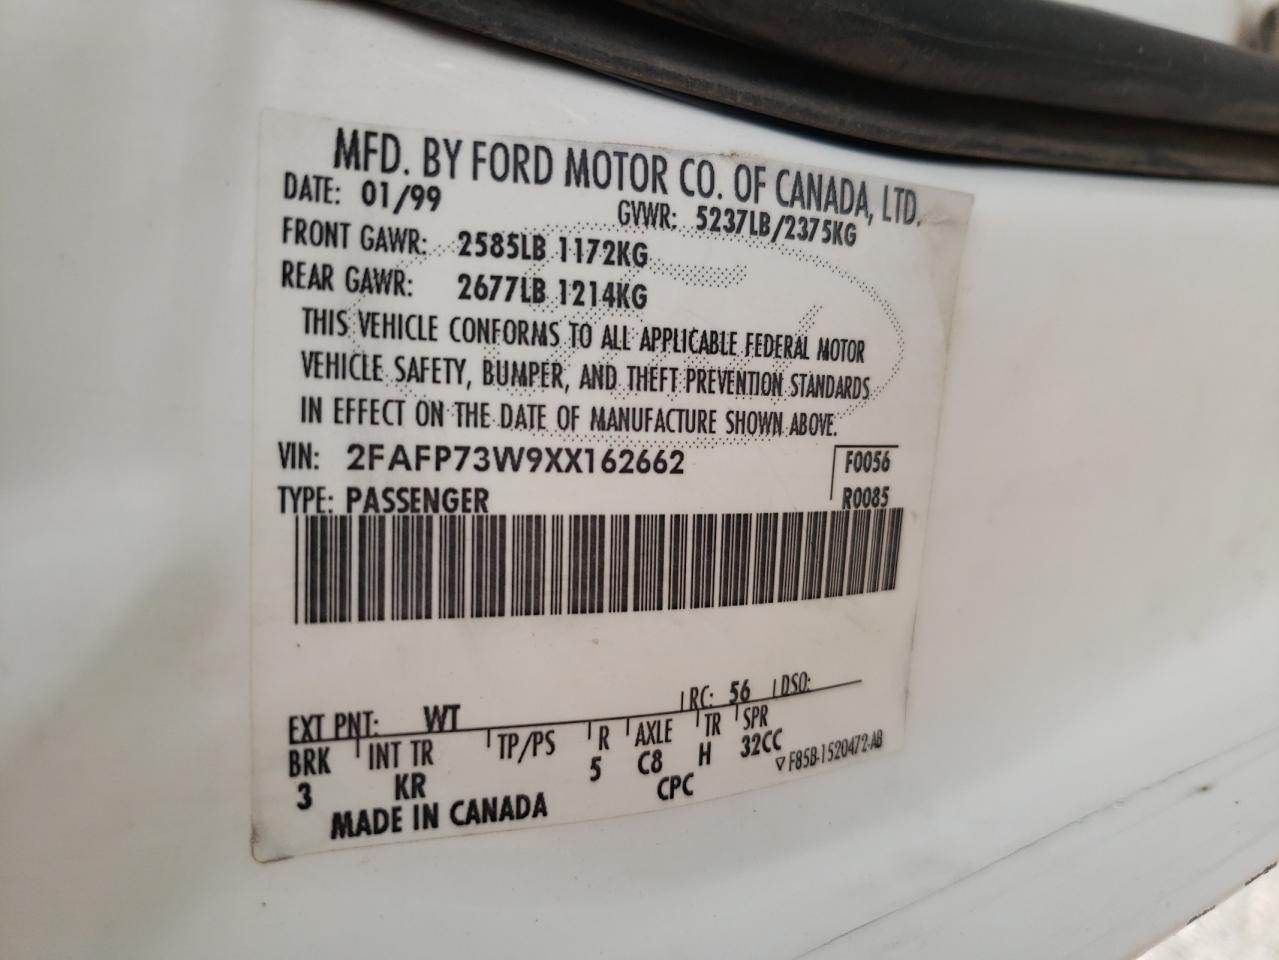 MFD. BY FORD MOTOR CO. OF CANADA, LTD.
DATE: 01/99 GVWR: 5237LB/2375KG
FRONT GAWR: 2585LB 1172KG
REAR GAWR: 2677LB 1214KG
THIS VEHICLE CONFORMS TO ALL APPLICABLE FEDERAL MOTOR
VEHICLE SAFETY, BUMPER, AND THEFT PREVENTION STANDARDS
IN EFFECT ON THE DATE OF MANUFACTURE SHOWN ABOVE.
VIN: 2FAFP73W9XX162662 F0056
TYPE: PASSENGER R0085
EXT PNT: WT RC: 56 DSO:
BRK INT TR TP/PS R AXLE TR SPR
3 KR 5 C8 H 32CC
CPC ▽ F85B-1520472-AB
MADE IN CANADA